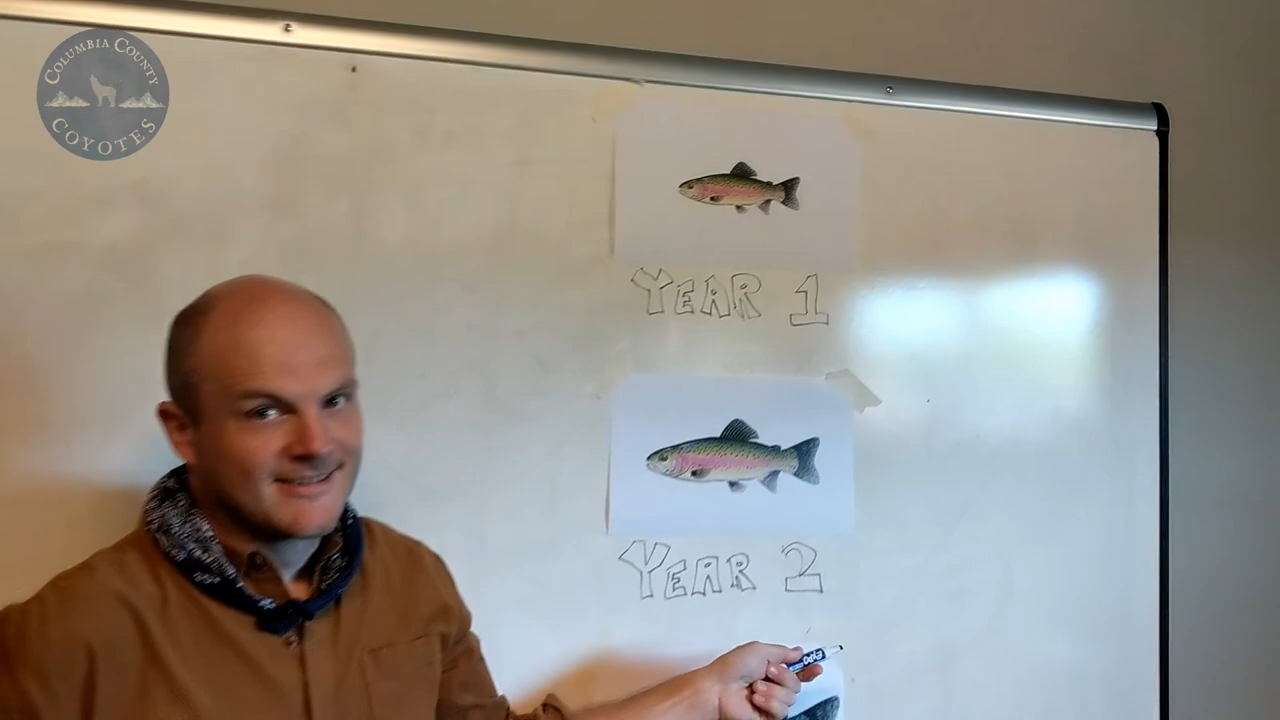 COLUMBIA COUNTY
COYOTES
YEAR 1
YEAR 2
EXPO